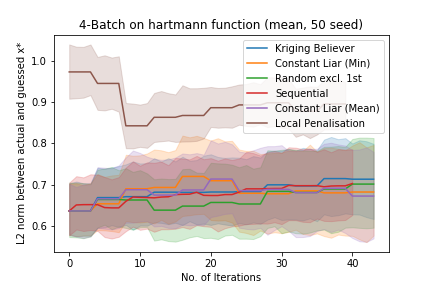 4-Batch on hartmann function (mean, 50 seed)
L2 norm between actual and guessed x*
1.0
0.9
0.8
0.7
0.6
Kriging Believer
Constant Liar (Min)
Random excl. 1st
Sequential
Constant Liar (Mean)
Local Penalisation
0 10 20 30 40
No. of Iterations